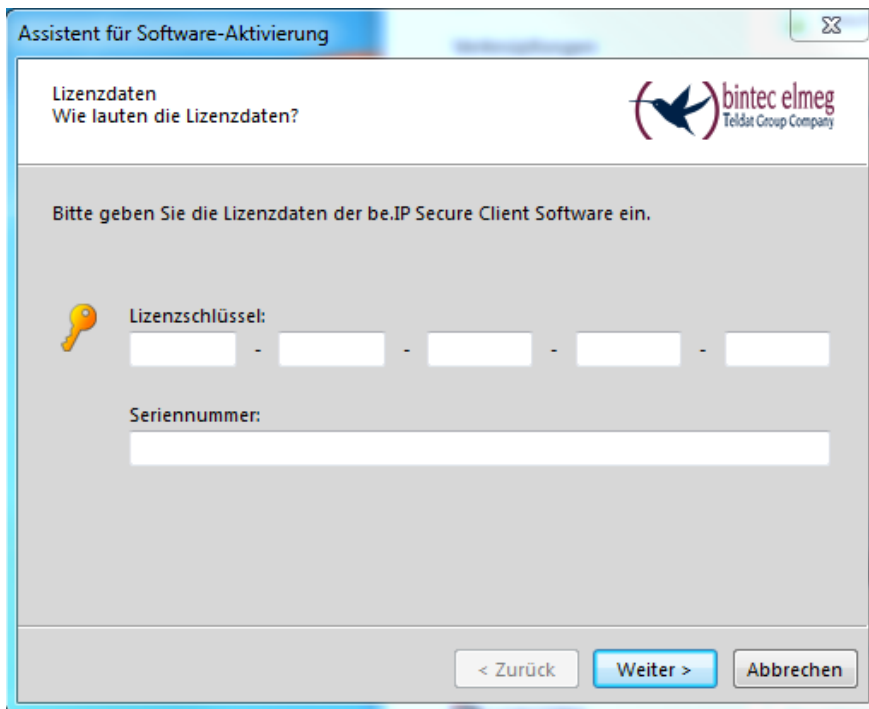 Assistent für Software-Aktivierung
Lizenzdaten
Wie lauten die Lizenzdaten?
bintec elmeg
Teldat Group Company
Bitte geben Sie die Lizenzdaten der be.IP Secure Client Software ein.
Lizenzschlüssel:
- - - -
Seriennummer:
< Zurück Weiter > Abbrechen